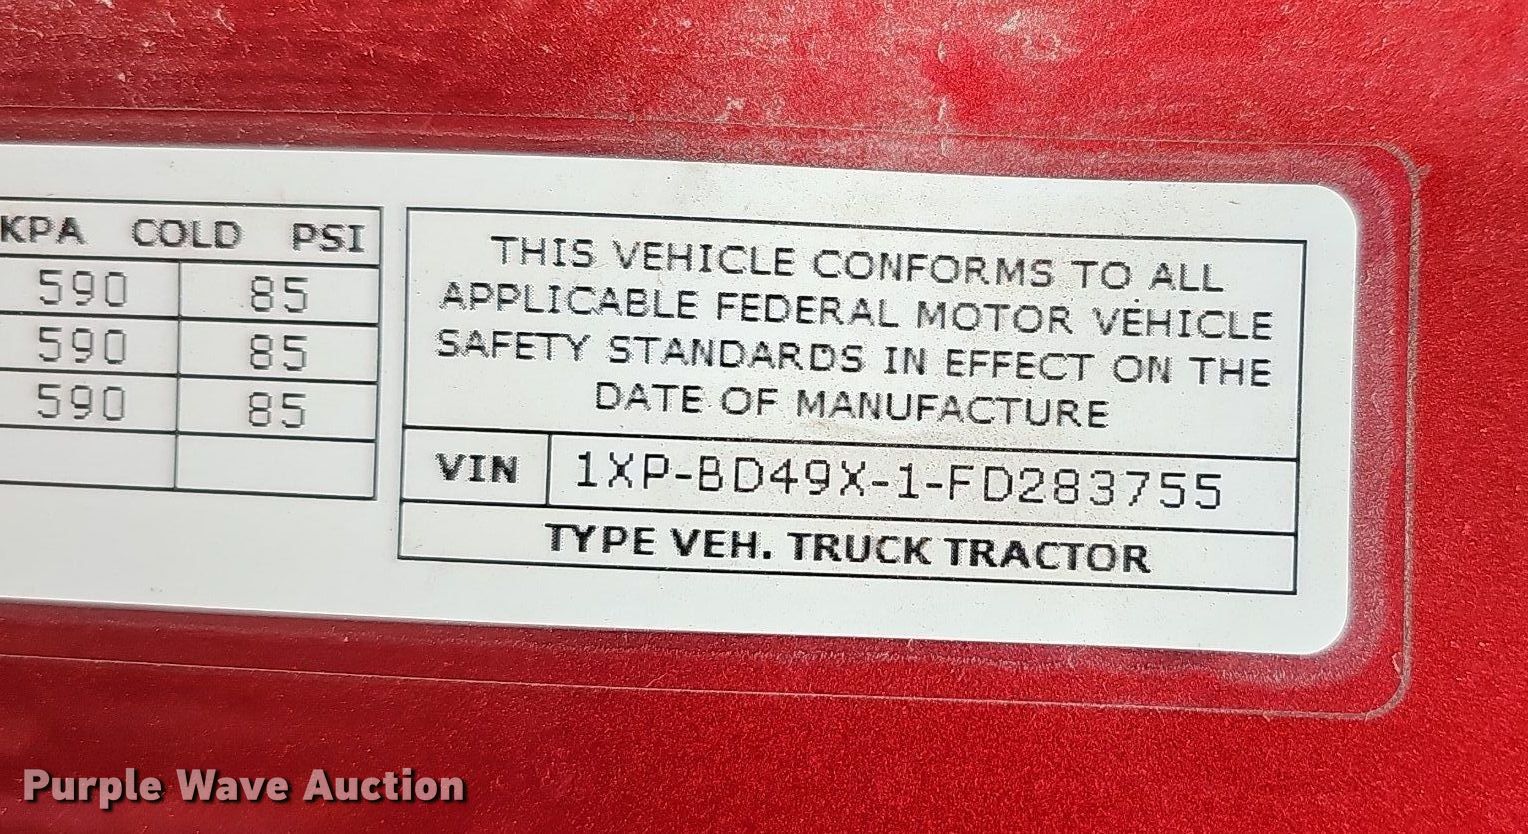 KPA COLD PSI
590 85
590 85
590 85
THIS VEHICLE CONFORMS TO ALL
APPLICABLE FEDERAL MOTOR VEHICLE
SAFETY STANDARDS IN EFFECT ON THE
DATE OF MANUFACTURE
VIN 1XP-BD49X-1-FD283755
TYPE VEH. TRUCK TRACTOR
Purple Wave Auction